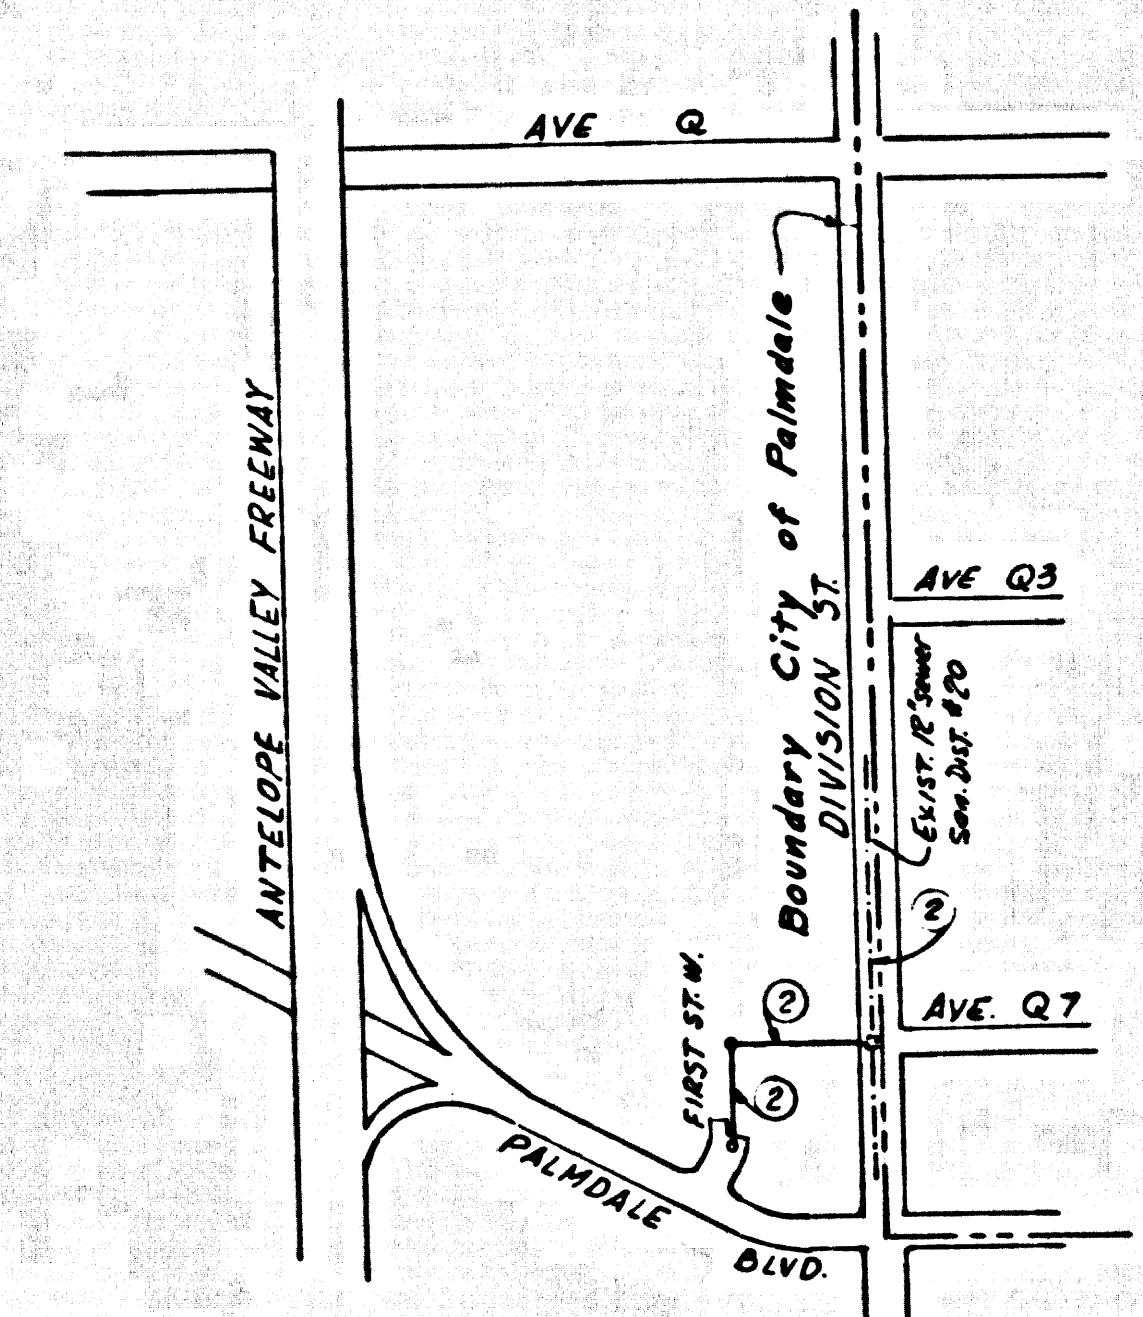 AVE Q
Boundary City of Palmdale
DIVISION ST.
ANTELOPE VALLEY FREEWAY
AVE Q3
EXIST. 12" sewer
San. Dist. #20
2
AVE. Q7
FIRST ST. W.
2
2
PALMDALE
BLVD.